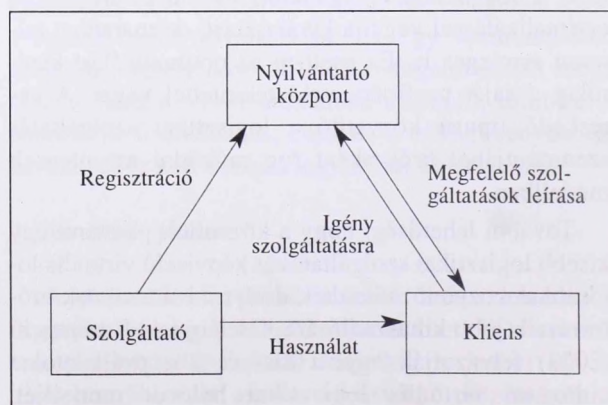 Nyilvántartó
központ
Regisztráció
Megfelelő szol-
gáltatások leírása
Igény
szolgáltatásra
Szolgáltató
Használat
Kliens